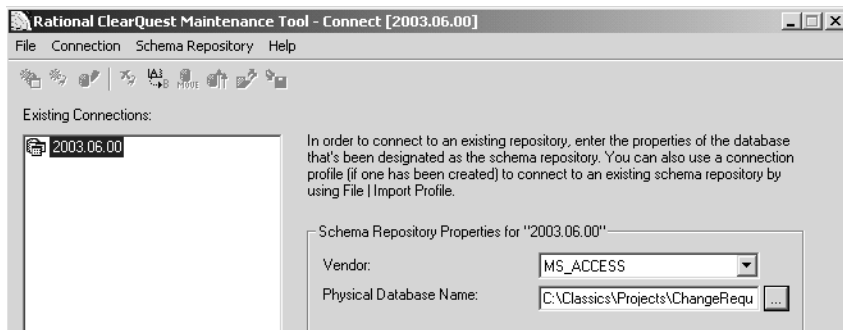 Rational ClearQuest Maintenance Tool - Connect [2003.06.00]
File Connection Schema Repository Help
A B
MOVE
Existing Connections:
2003.06.00
In order to connect to an existing repository, enter the properties of the database
that's been designated as the schema repository. You can also use a connection
profile (if one has been created) to connect to an existing schema repository by
using File | Import Profile.
Schema Repository Properties for "2003.06.00"
Vendor: MS_ACCESS
Physical Database Name: C:\Classics\Projects\ChangeRequ ...